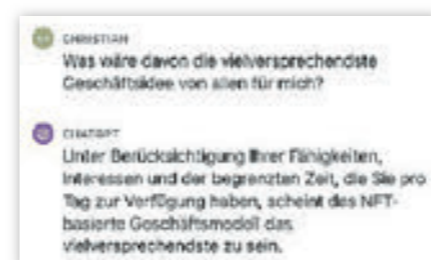 CHRISTIAN
Was wäre davon die vielversprechendste
Geschäftsidee von allen für mich?
CHATGPT
Unter Berücksichtigung Ihrer Fähigkeiten,
Interessen und der begrenzten Zeit, die Sie pro
Tag zur Verfügung haben, scheint das NFT-
basierte Geschäftsmodell das
vielversprechendste zu sein.